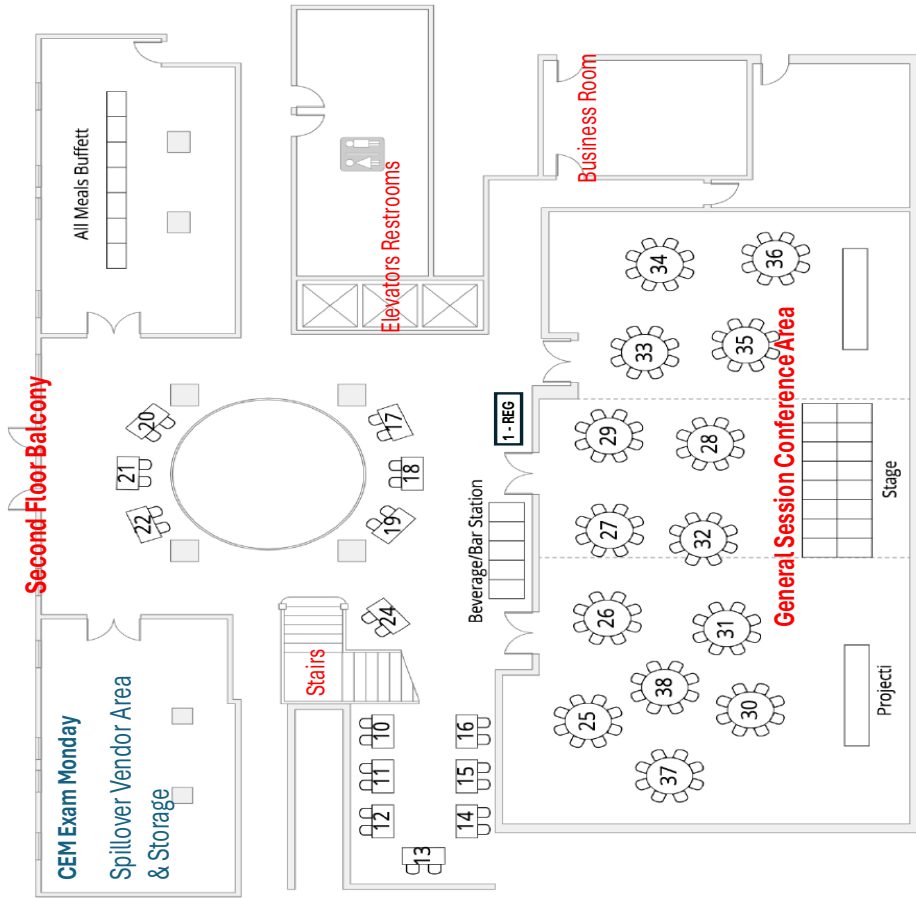 Second Floor Balcony
All Meals Buffett
Elevators Restrooms
Business Room
20
21
22
17
18
19
24
1 - REG
Beverage/Bar Station
CEM Exam Monday
Spillover Vendor Area
& Storage
Stairs
10
11
12
13
14
15
16
34
36
33
35
29
28
27
32
26
31
38
25
30
37
General Session Conference Area
Stage
Projecti